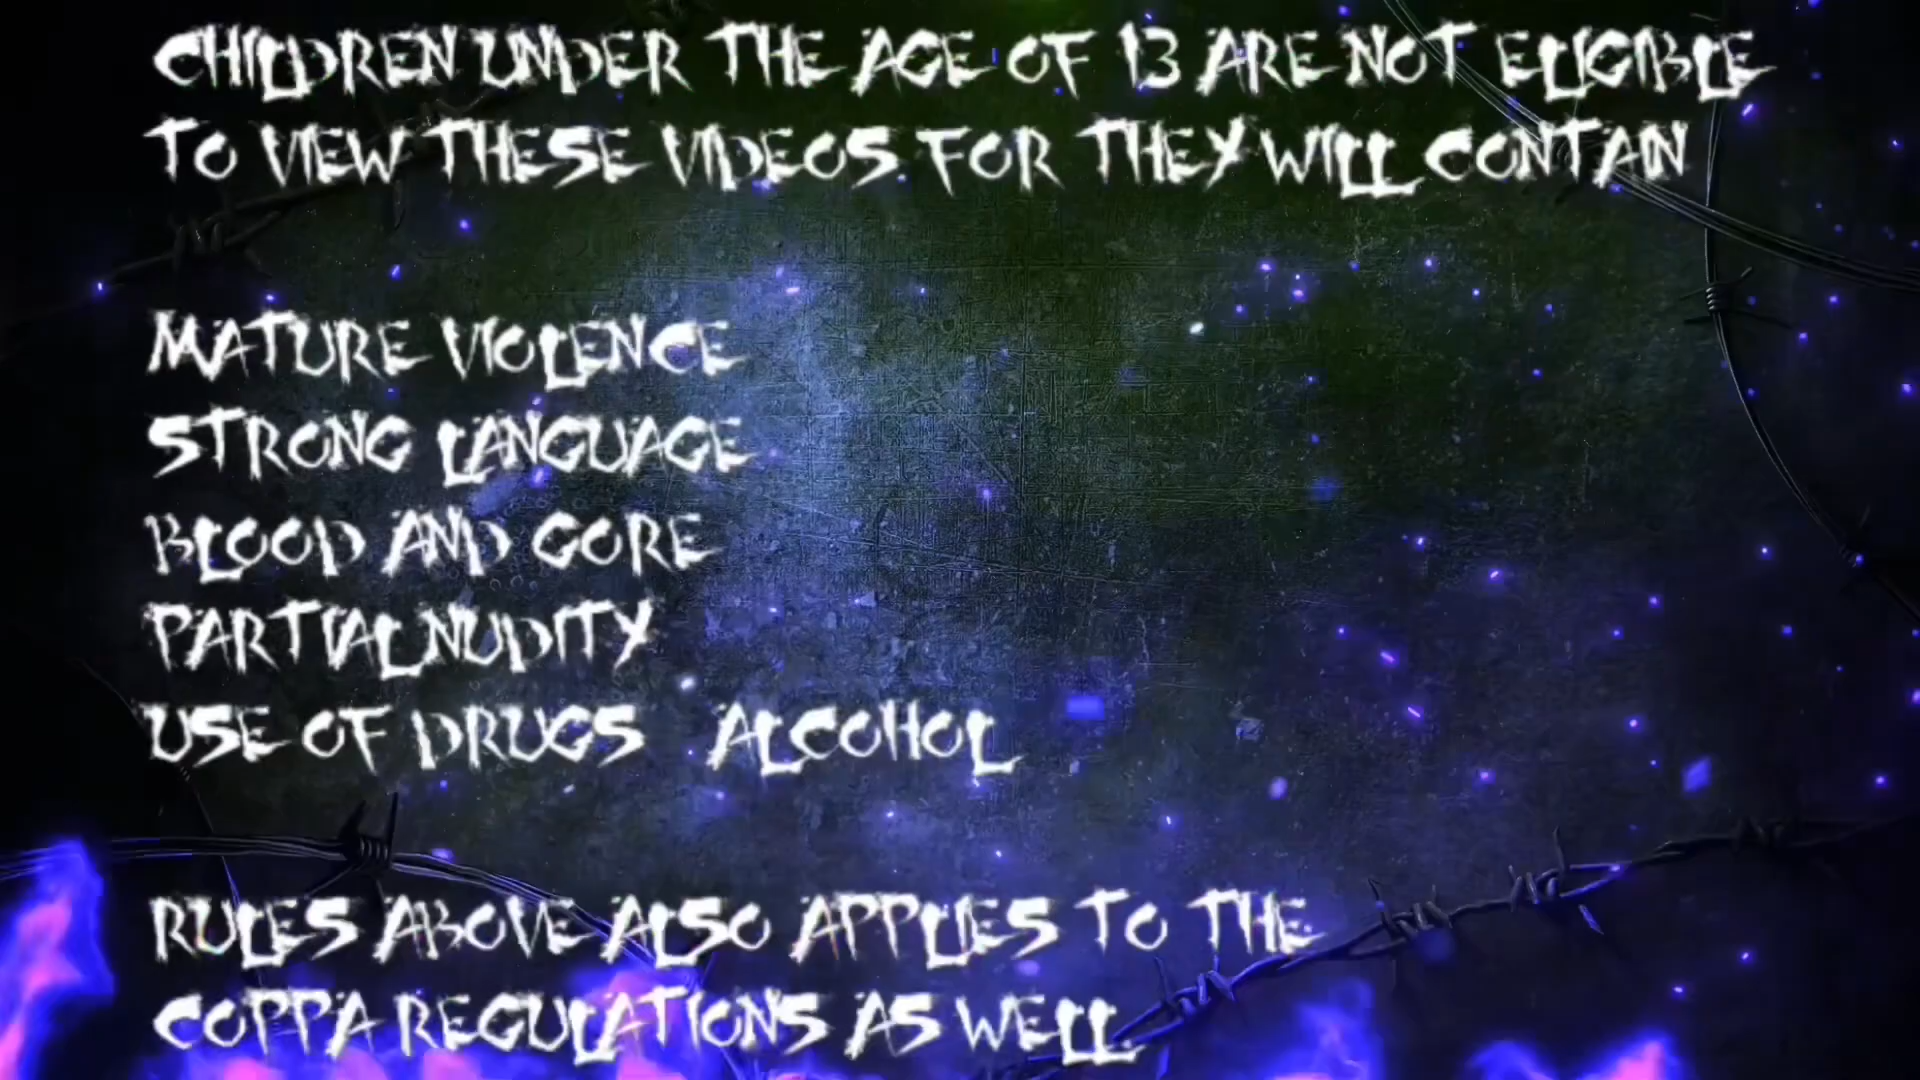 CHILDREN UNDER THE AGE OF 13 ARE NOT ELIGIBLE
TO VIEW THESE VIDEOS FOR THEY WILL CONTAIN
MATURE VIOLENCE
STRONG LANGUAGE
BLOOD AND GORE
PARTIAL NUDITY
USE OF DRUGS ALCOHOL
RULES ABOVE ALSO APPLIES TO THE
COPPA REGULATIONS AS WELL.